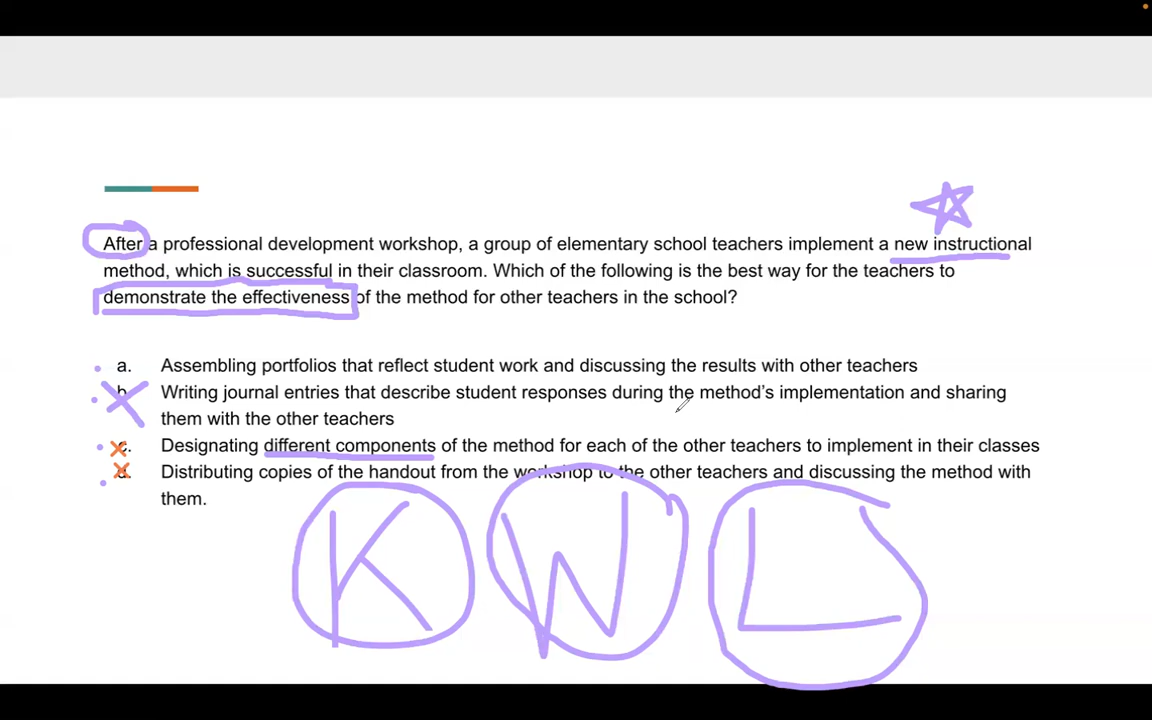 After a professional development workshop, a group of elementary school teachers implement a new instructional
method, which is successful in their classroom. Which of the following is the best way for the teachers to
demonstrate the effectiveness of the method for other teachers in the school?
a. Assembling portfolios that reflect student work and discussing the results with other teachers
b. Writing journal entries that describe student responses during the method's implementation and sharing
them with the other teachers
c. Designating different components of the method for each of the other teachers to implement in their classes
d. Distributing copies of the handout from the workshop to the other teachers and discussing the method with
them.
K W L